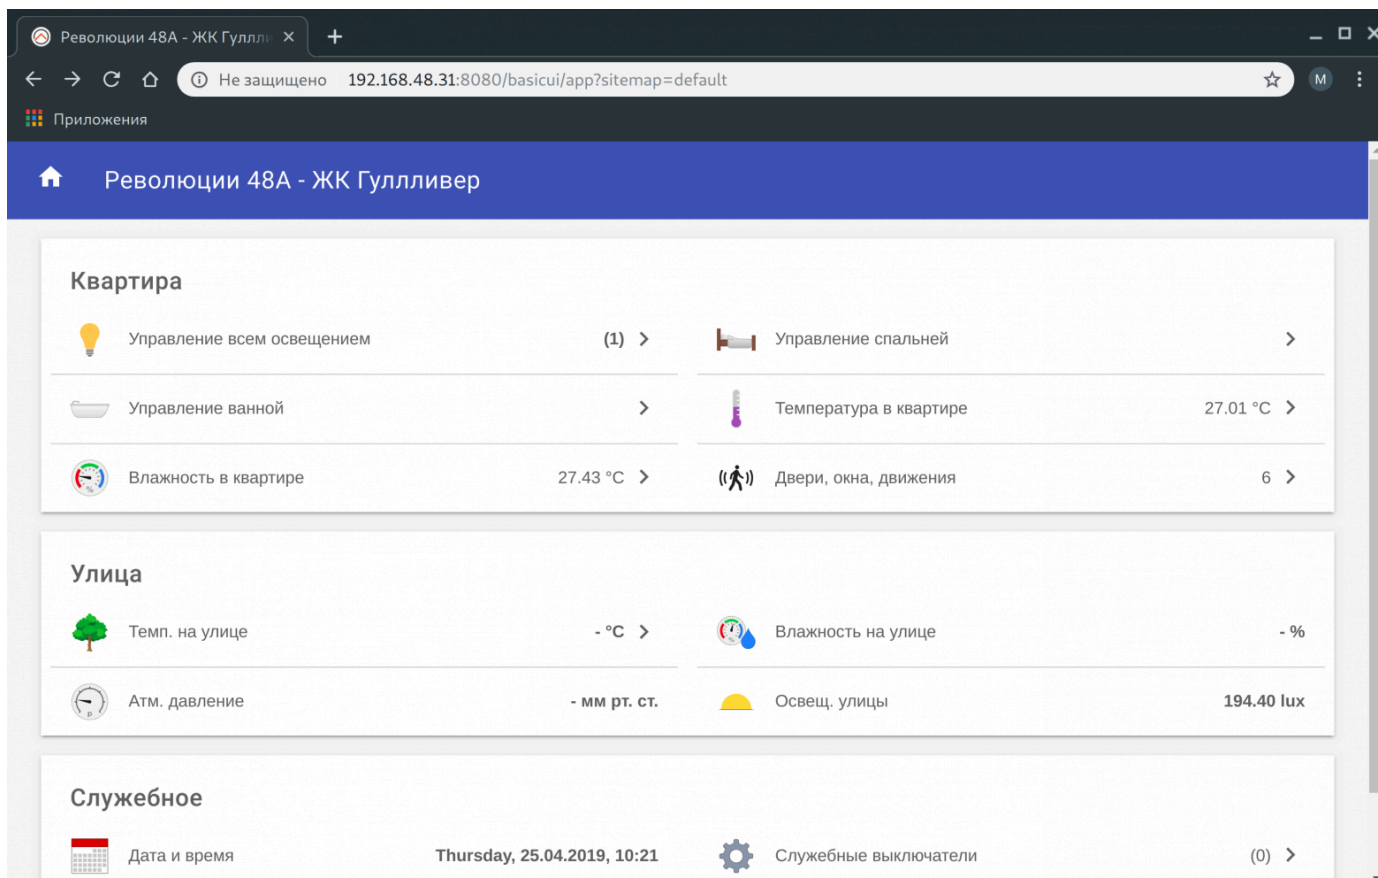 Революции 48А - ЖК Гуллли
Не защищено 192.168.48.31:8080/basicui/app?sitemap=default
M
Приложения
Революции 48А - ЖК Гуллливер
Квартира
Управление всем освещением (1)
Управление спальней
Управление ванной
Температура в квартире 27.01 °C
Влажность в квартире 27.43 °C
Двери, окна, движения 6
Улица
Темп. на улице - °C
Влажность на улице - %
Атм. давление - мм рт. ст.
Освещ. улицы 194.40 lux
Служебное
Дата и время Thursday, 25.04.2019, 10:21
Служебные выключатели (0)